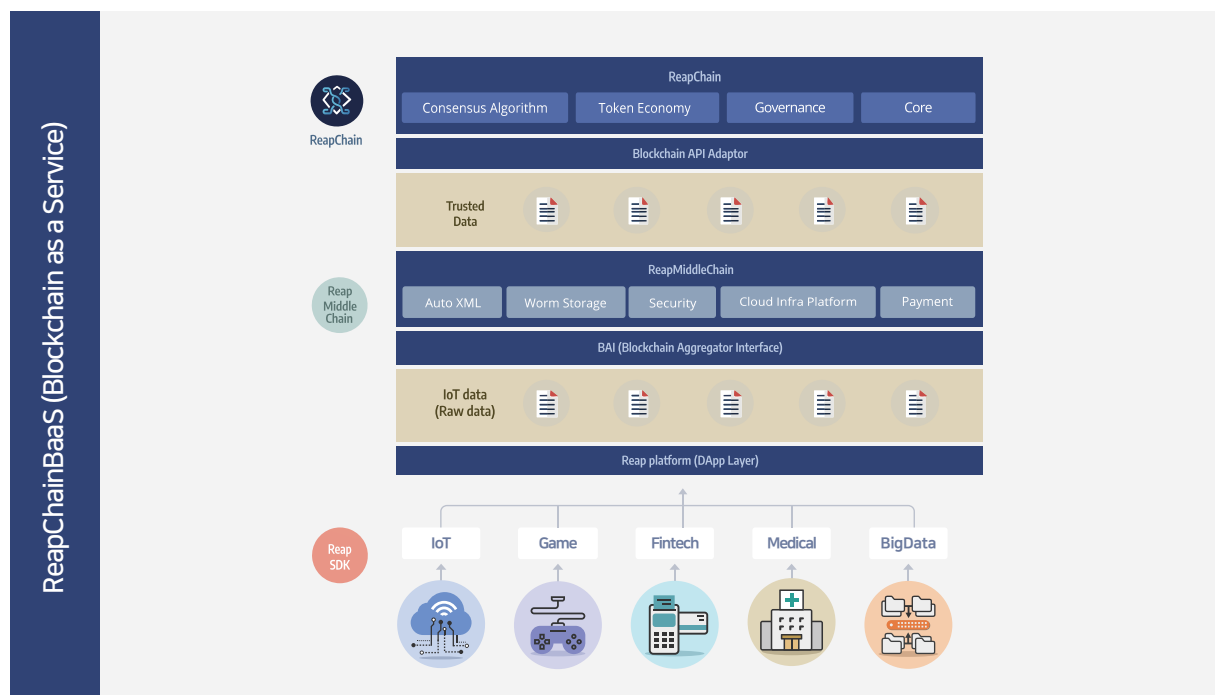 ReapChainBaaS (Blockchain as a Service)
ReapChain
ReapChain
Consensus Algorithm
Token Economy
Governance
Core
Blockchain API Adaptor
Trusted
Data
Reap
Middle
Chain
ReapMiddleChain
Auto XML
Worm Storage
Security
Cloud Infra Platform
Payment
BAI (Blockchain Aggregator Interface)
IoT data
(Raw data)
Reap platform (DApp Layer)
Reap
SDK
IoT
Game
Fintech
Medical
BigData